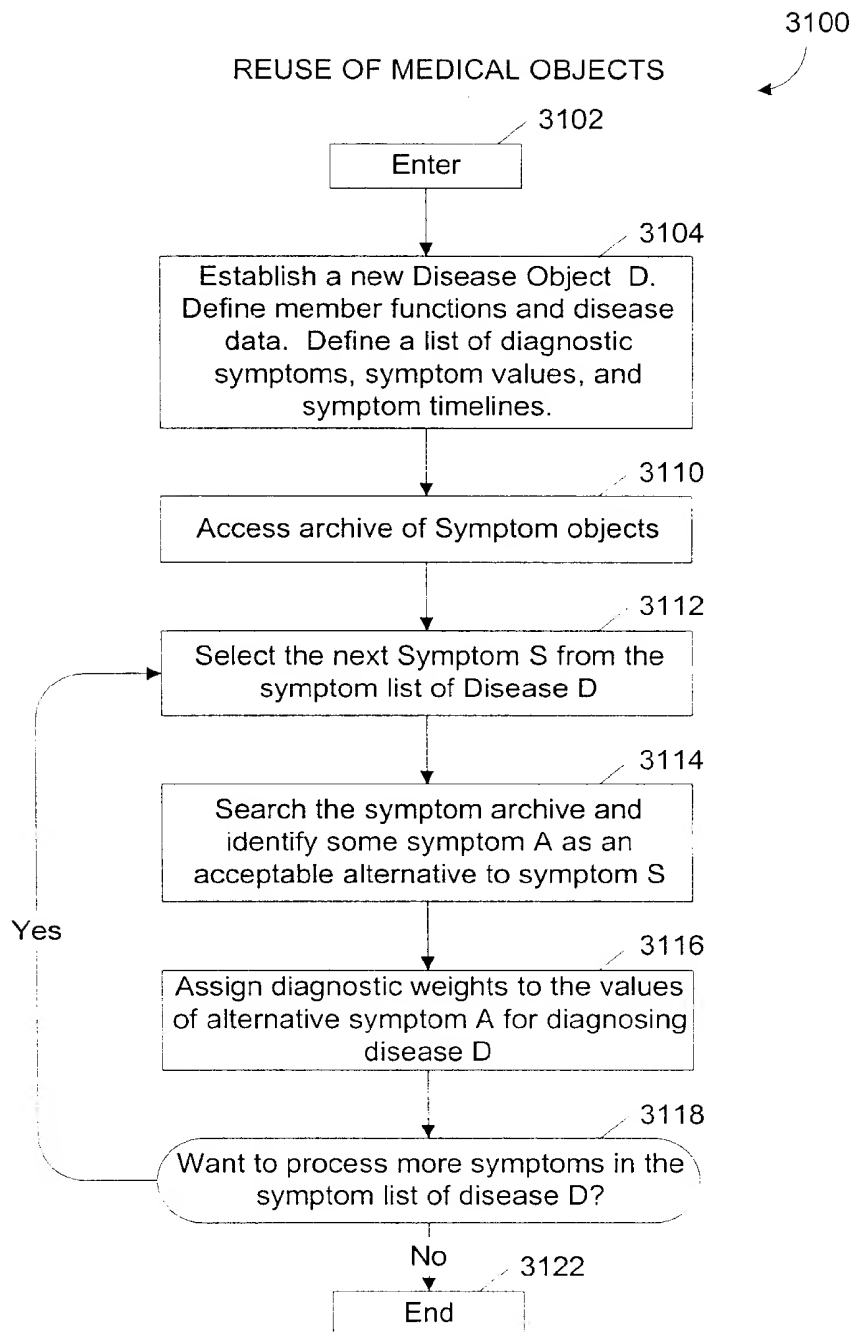 3100
REUSE OF MEDICAL OBJECTS
3102
Enter
3104
Establish a new Disease Object D.
Define member functions and disease
data. Define a list of diagnostic
symptoms, symptom values, and
symptom timelines.
3110
Access archive of Symptom objects
3112
Select the next Symptom S from the
symptom list of Disease D
3114
Search the symptom archive and
identify some symptom A as an
acceptable alternative to symptom S
Yes
3116
Assign diagnostic weights to the values
of alternative symptom A for diagnosing
disease D
3118
Want to process more symptoms in the
symptom list of disease D?
No
3122
End